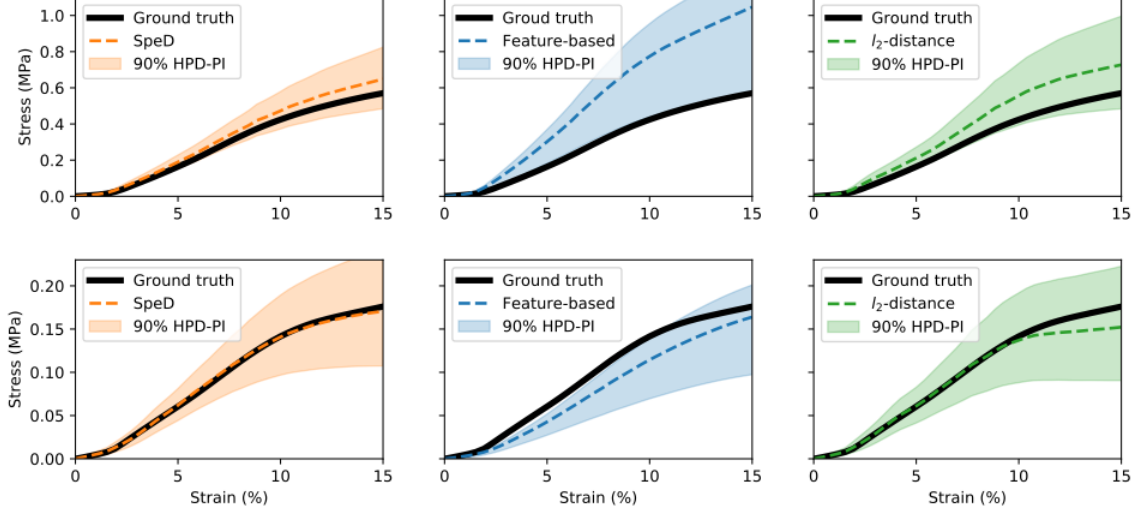 Stress (MPa)
1.0
0.8
0.6
0.4
0.2
0.0
Ground truth
SpeD
90% HPD-PI
0 5 10 15
Groud truth
Feature-based
90% HPD-PI
0 5 10 15
Ground truth
l₂-distance
90% HPD-PI
0 5 10 15
Stress (MPa)
0.20
0.15
0.10
0.05
0.00
Ground truth
SpeD
90% HPD-PI
0 5 10 15
Strain (%)
Ground truth
Feature-based
90% HPD-PI
0 5 10 15
Strain (%)
Ground truth
l₂-distance
90% HPD-PI
0 5 10 15
Strain (%)